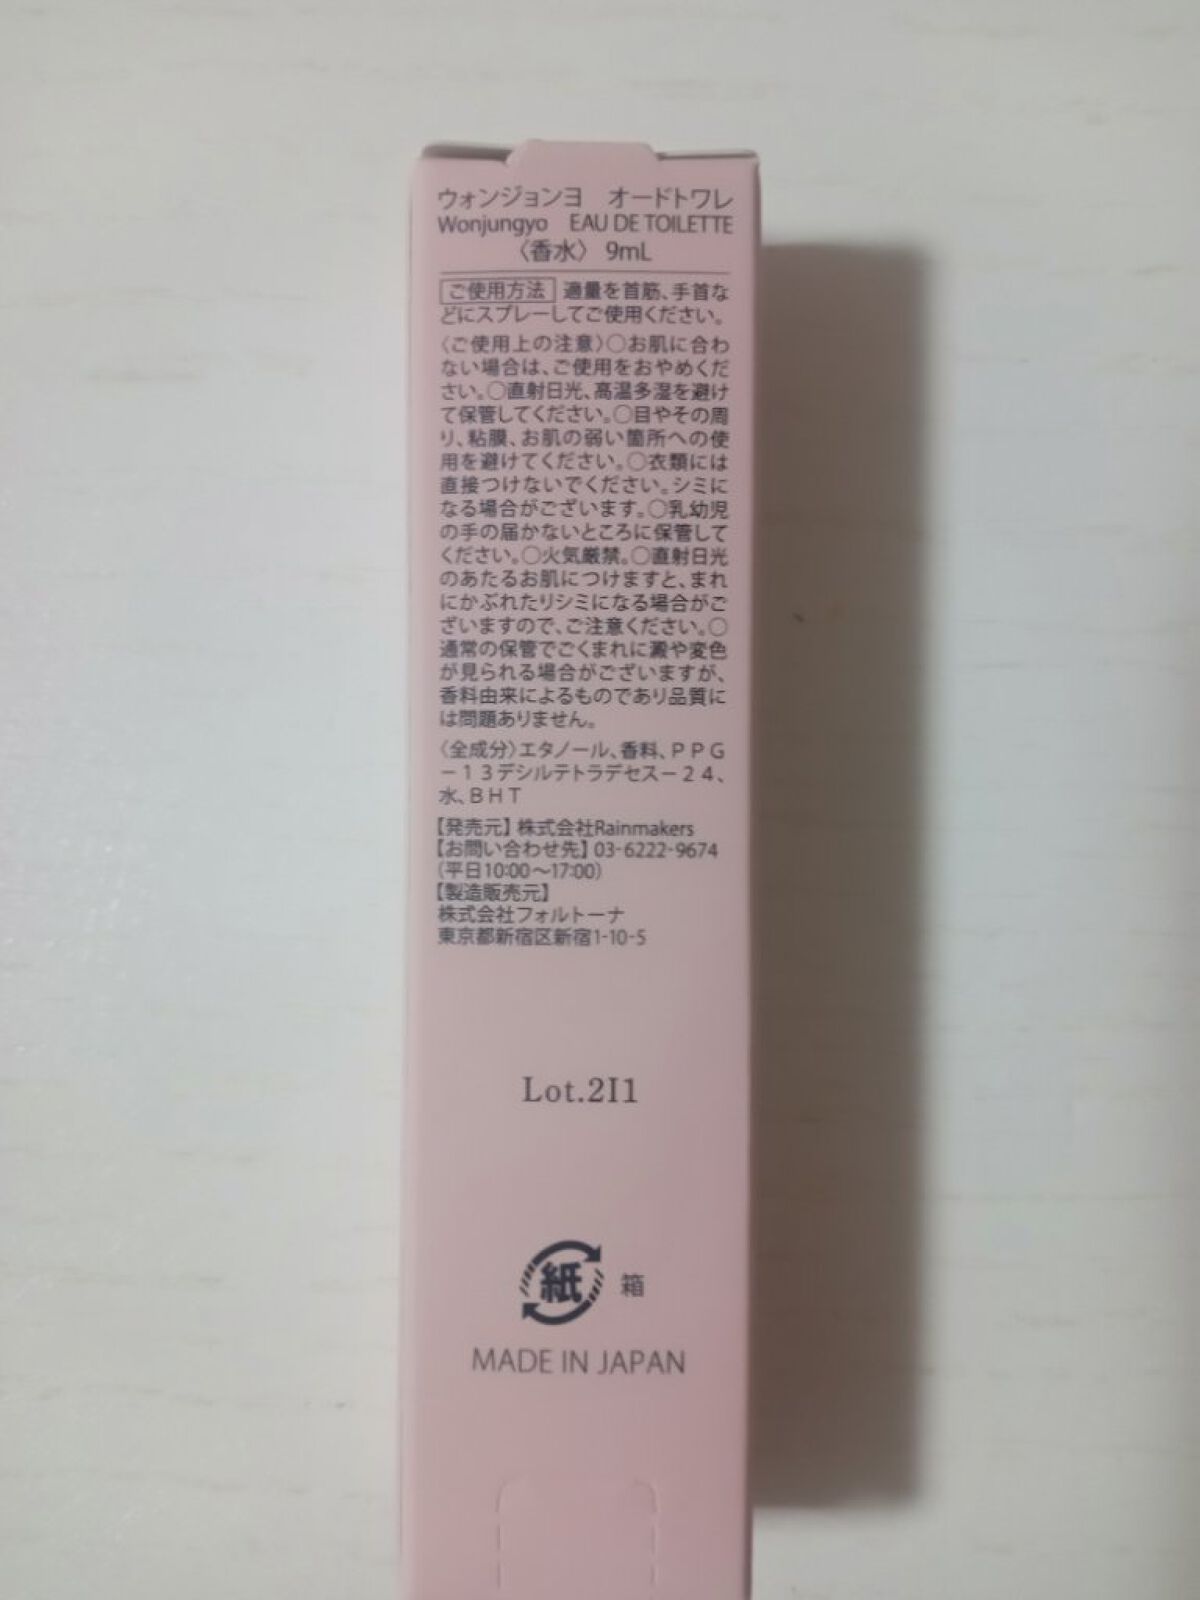 ウォンジョンヨ　オードトワレ
Wonjungyo　EAU DE TOILETTE
〈香水〉 9mL
ご使用方法 適量を首筋、手首な
どにスプレーしてご使用ください。
〈ご使用上の注意〉○お肌に合わ
ない場合は、ご使用をおやめくだ
さい。○直射日光、高温多湿を避け
て保管してください。○目やその周
り、粘膜、お肌の弱い箇所への使
用を避けてください。○衣類には
直接つけないでください。シミに
なる場合がございます。○乳幼児
の手の届かないところに保管して
ください。○火気厳禁。○直射日光
のあたるお肌につけますと、まれ
にかぶれたりシミになる場合がご
ざいますので、ご注意ください。○
通常の保管でごくまれに澱や変色
が見られる場合がございますが、
香料由来によるものであり品質に
は問題ありません。
〈全成分〉エタノール、香料、ＰＰＧ
－１３デシルテトラデセス－２４、
水、ＢＨＴ
【発売元】株式会社Rainmakers
【お問い合わせ先】03-6222-9674
(平日10:00～17:00)
【製造販売元】
株式会社フォルトーナ
東京都新宿区新宿1-10-5
Lot.2I1
紙 箱
MADE IN JAPAN